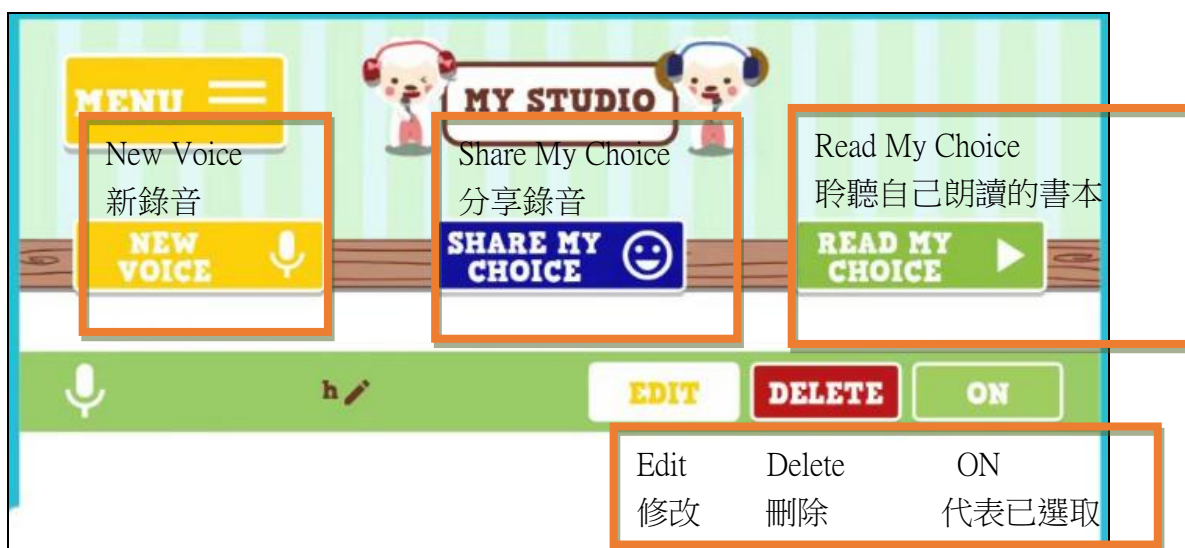 MENU
MY STUDIO
New Voice
新錄音
Share My Choice
分享錄音
Read My Choice
聆聽自己朗讀的書本
NEW
VOICE
SHARE MY
CHOICE
READ MY
CHOICE
h
EDIT DELETE ON
Edit Delete ON
修改 刪除 代表已選取